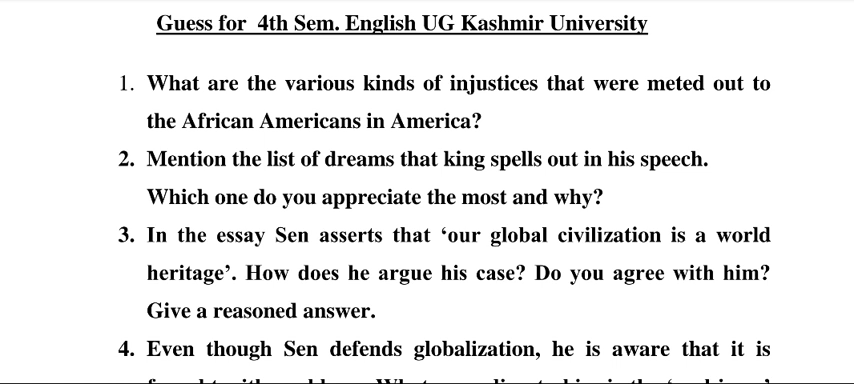 Guess for 4th Sem. English UG Kashmir University
1. What are the various kinds of injustices that were meted out to
the African Americans in America?
2. Mention the list of dreams that king spells out in his speech.
Which one do you appreciate the most and why?
3. In the essay Sen asserts that ‘our global civilization is a world
heritage’. How does he argue his case? Do you agree with him?
Give a reasoned answer.
4. Even though Sen defends globalization, he is aware that it is